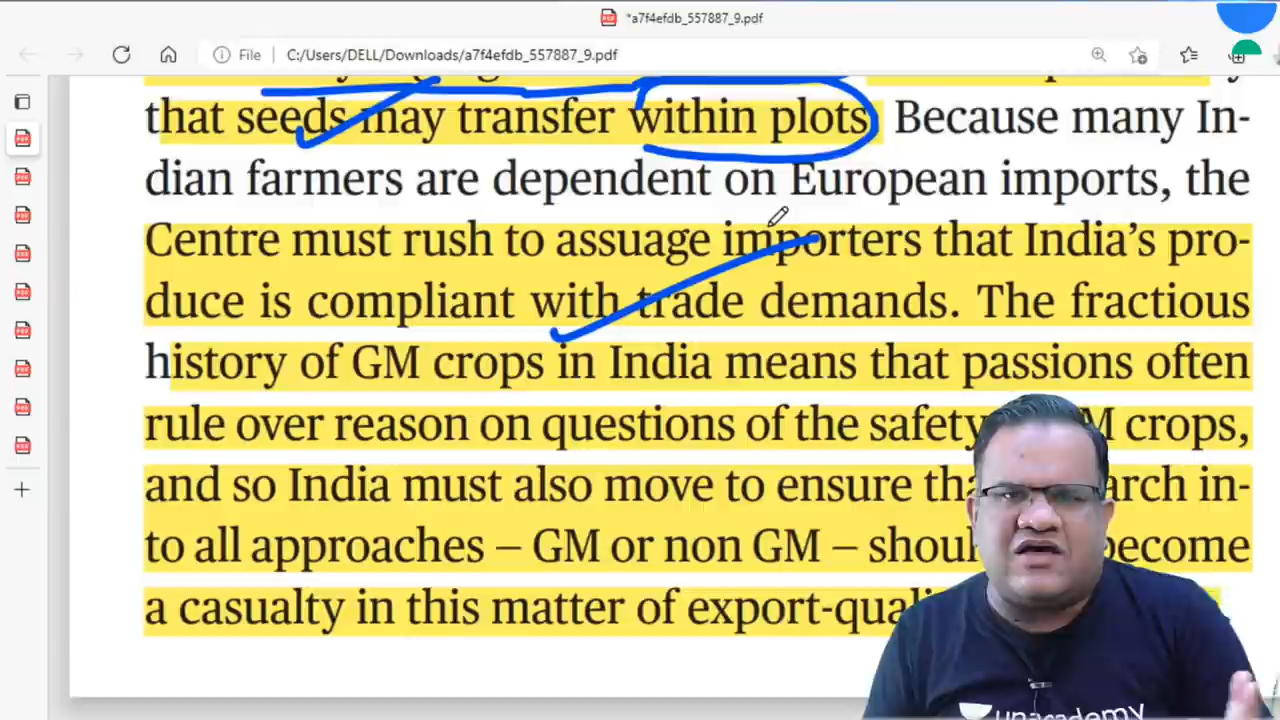 *a7f4efdb_557887_9.pdf
File C:/Users/DELL/Downloads/a7f4efdb_557887_9.pdf
that seeds may transfer within plots. Because many In-
dian farmers are dependent on European imports, the
Centre must rush to assuage importers that India's pro-
duce is compliant with trade demands. The fractious
history of GM crops in India means that passions often
rule over reason on questions of the safety M crops,
and so India must also move to ensure tha arch in-
to all approaches – GM or non GM – shoul become
a casualty in this matter of export-quali
unacademy